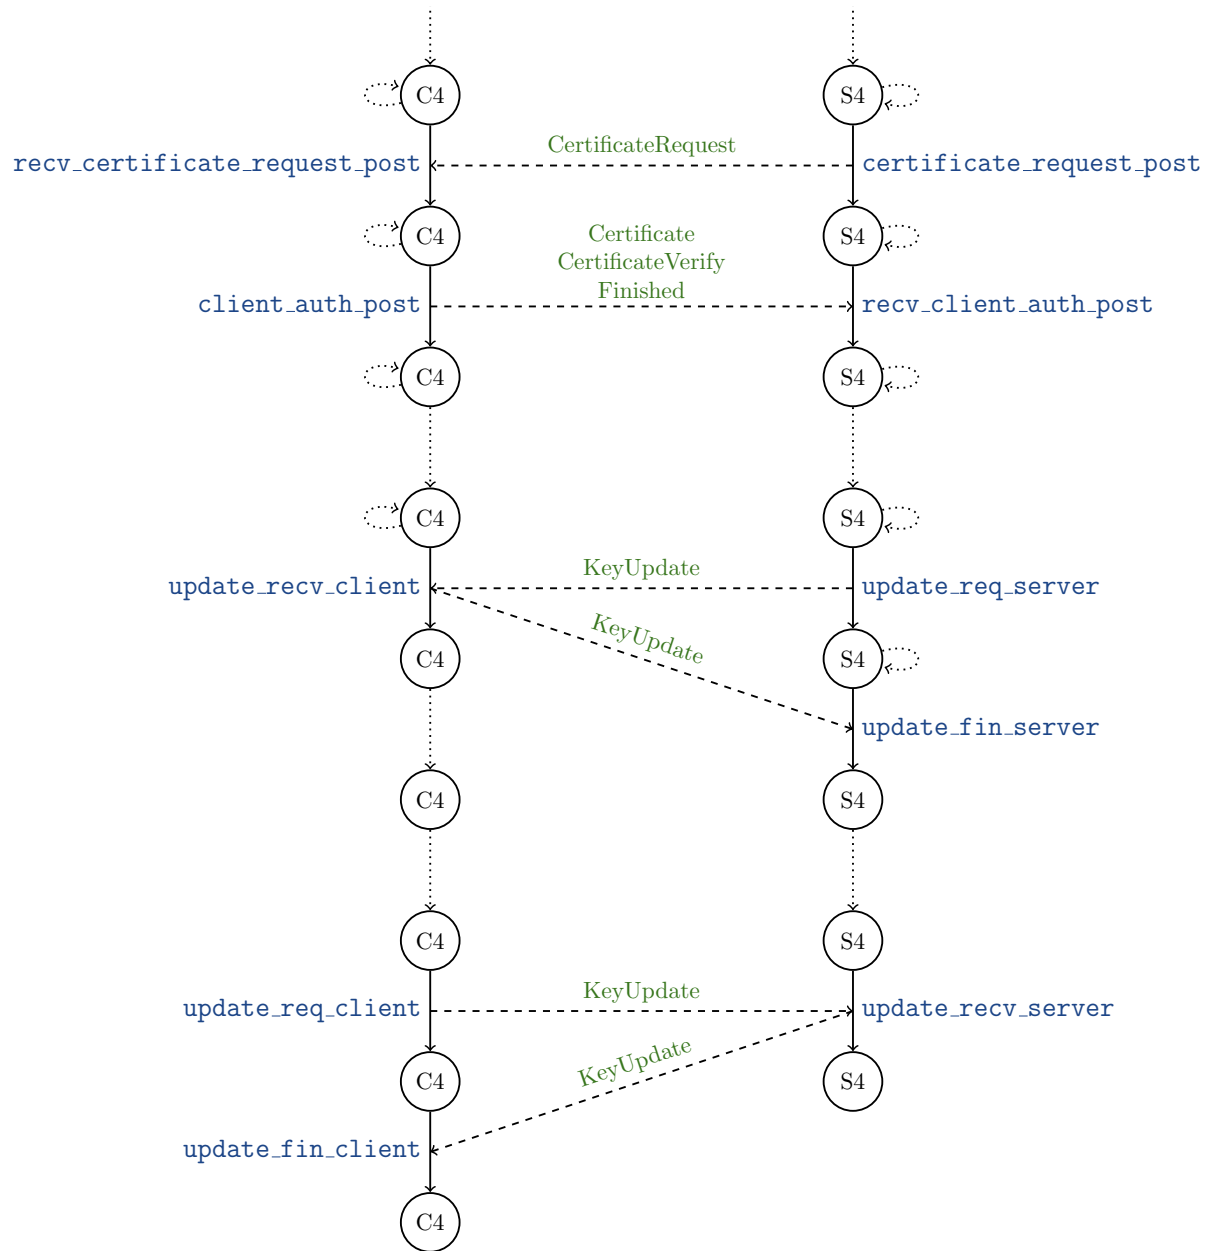 C4
S4
CertificateRequest
recv_certificate_request_post
certificate_request_post
C4
S4
Certificate
CertificateVerify
Finished
client_auth_post
recv_client_auth_post
C4
S4
C4
S4
KeyUpdate
update_recv_client
update_req_server
KeyUpdate
C4
S4
update_fin_server
C4
S4
C4
S4
KeyUpdate
update_req_client
update_recv_server
KeyUpdate
C4
S4
update_fin_client
C4